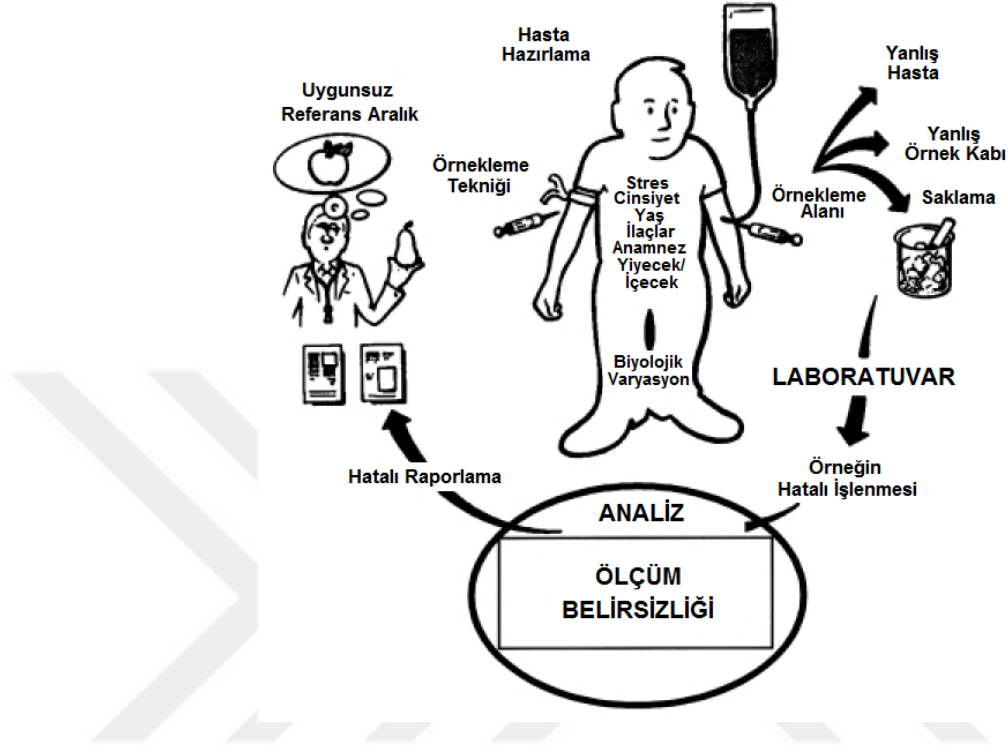 Hasta
Hazırlama
Yanlış
Hasta
Uygunsuz
Referans Aralık
Yanlış
Örnek Kabı
Örnekleme
Tekniği
Stres
Cinsiyet
Yaş
İlaçlar
Anamnez
Yiyecek/
İçecek
Örnekleme
Alanı
Saklama
Biyolojik
Varyasyon
LABORATUVAR
Hatalı Raporlama
Örneğin
Hatalı İşlenmesi
ANALİZ
ÖLÇÜM
BELİRSİZLİĞİ